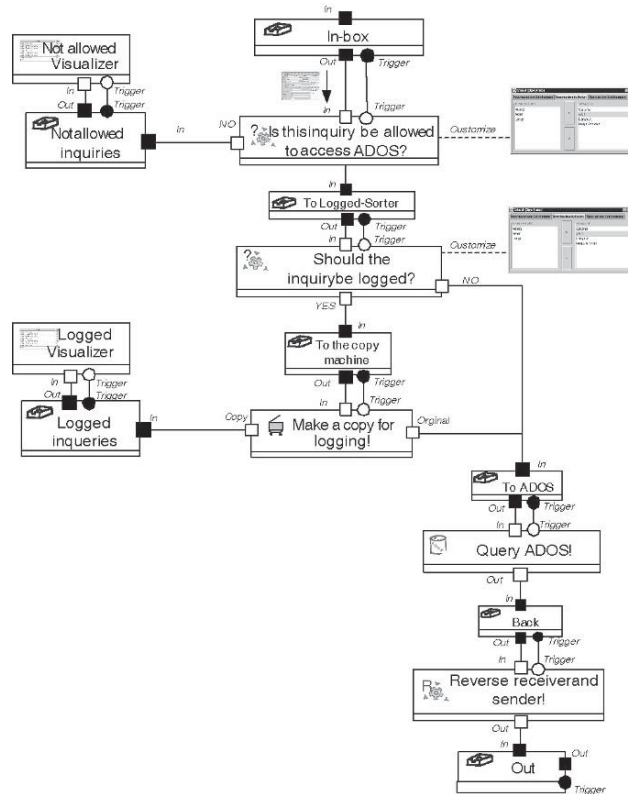 In
In-box
Out
Trigger
Not allowed
Visualizer
In
Trigger
Out
Trigger
Notallowed
inquiries
In
NO
In
Trigger
Is thisinquiry be allowed
to access ADOS?
Customize
In
To Logged-Sorter
Out
Trigger
In
Trigger
Customize
Should the
inquirybe logged?
NO
YES
In
To the copy
machine
Out
Trigger
In
Trigger
Logged
Visualizer
In
Trigger
Out
Trigger
Logged
inqueries
In
Copy
Make a copy for
logging!
Orginal
In
To ADOS
Out
Trigger
In
Trigger
Query ADOS!
Out
In
Back
Out
Trigger
In
Trigger
Reverse receiverand
sender!
Out
In
Out
Out
Trigger